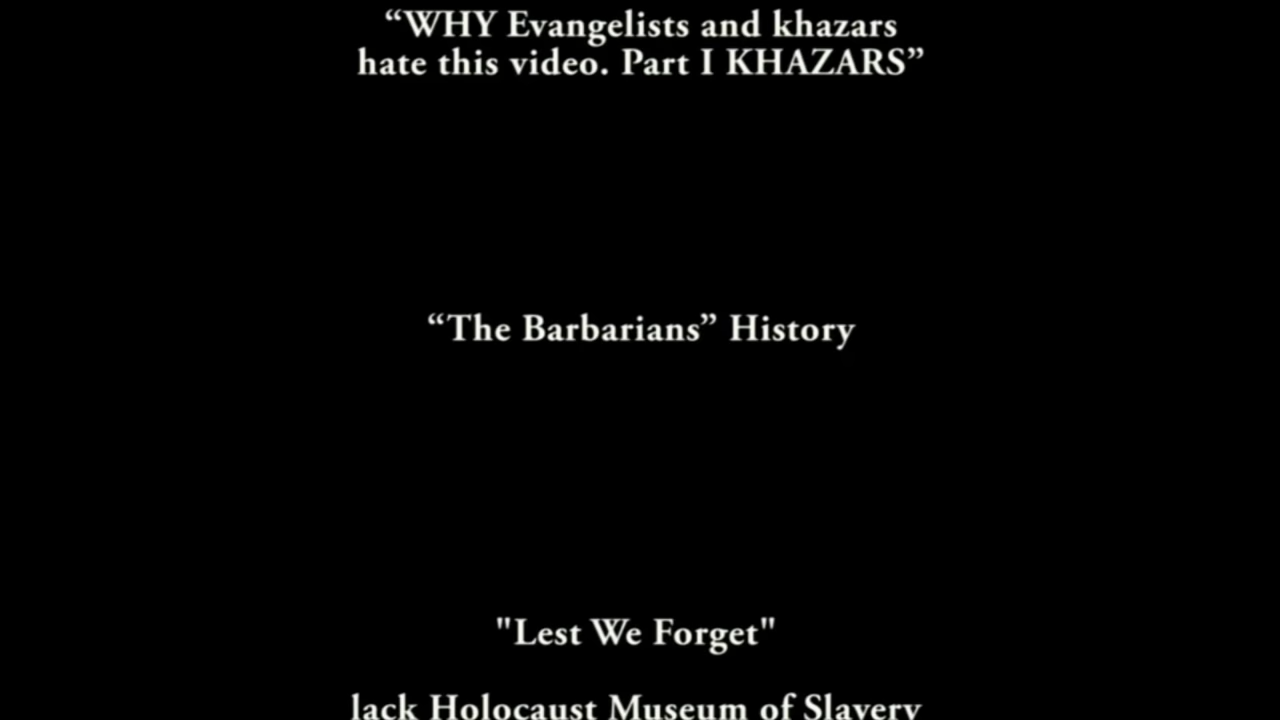 “WHY Evangelists and khazars
hate this video. Part I KHAZARS”
“The Barbarians” History
"Lest We Forget"
lack Holocaust Museum of Slavery